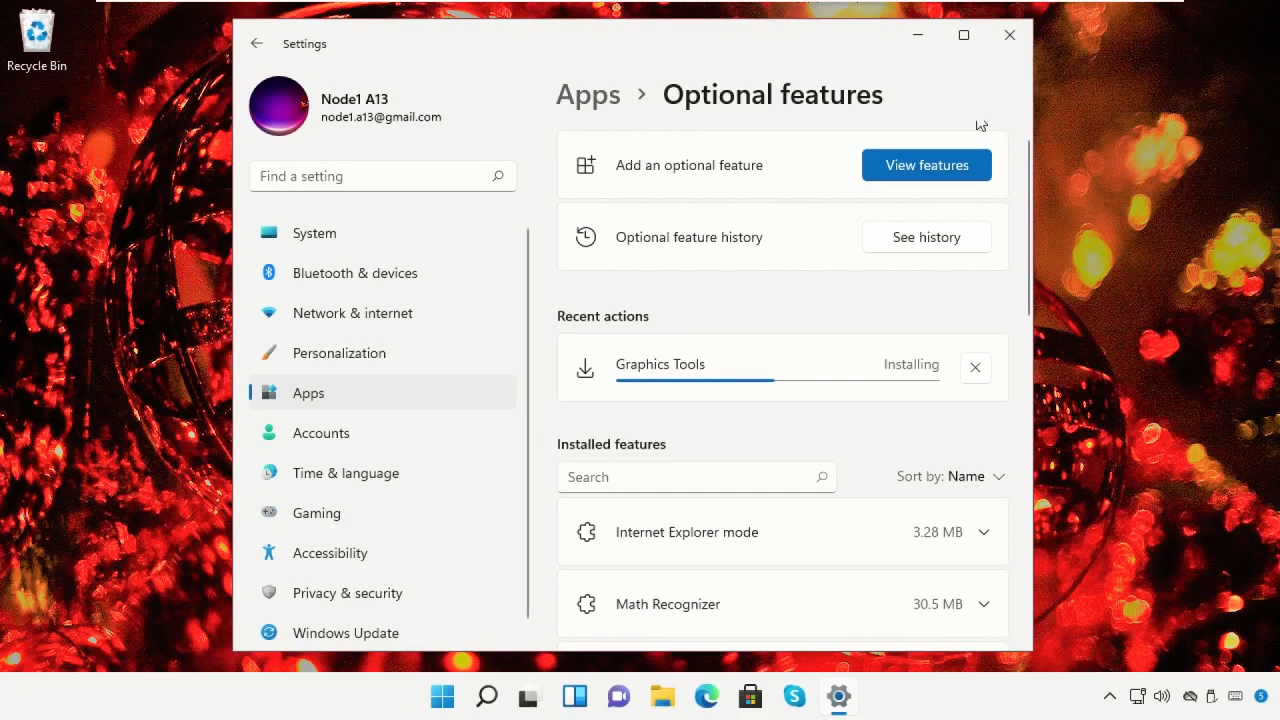 Recycle Bin
Settings
Node1 A13
node1.a13@gmail.com
Find a setting
System
Bluetooth & devices
Network & internet
Personalization
Apps
Accounts
Time & language
Gaming
Accessibility
Privacy & security
Windows Update
Apps › Optional features
Add an optional feature View features
Optional feature history See history
Recent actions
Graphics Tools Installing
Installed features
Search Sort by: Name
Internet Explorer mode 3.28 MB
Math Recognizer 30.5 MB
5